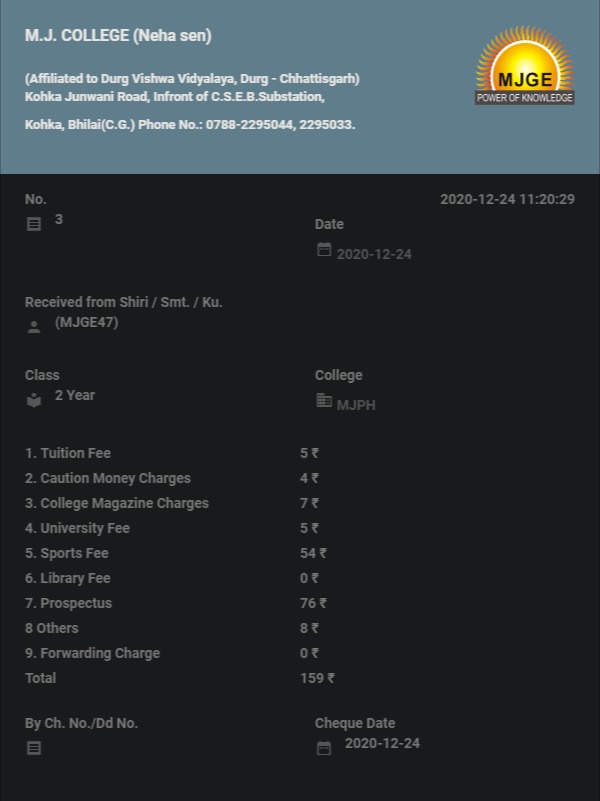 M.J. COLLEGE (Neha sen)
(Affiliated to Durg Vishwa Vidyalaya, Durg - Chhattisgarh)
Kohka Junwani Road, Infront of C.S.E.B.Substation,
Kohka, Bhilai(C.G.) Phone No.: 0788-2295044, 2295033.
MJGE
POWER OF KNOWLEDGE
No.
3
2020-12-24 11:20:29
Date
2020-12-24
Received from Shiri / Smt. / Ku.
(MJGE47)
Class
2 Year
College
MJPH
1. Tuition Fee 5 ₹
2. Caution Money Charges 4 ₹
3. College Magazine Charges 7 ₹
4. University Fee 5 ₹
5. Sports Fee 54 ₹
6. Library Fee 0 ₹
7. Prospectus 76 ₹
8 Others 8 ₹
9. Forwarding Charge 0 ₹
Total 159 ₹
By Ch. No./Dd No.
Cheque Date
2020-12-24